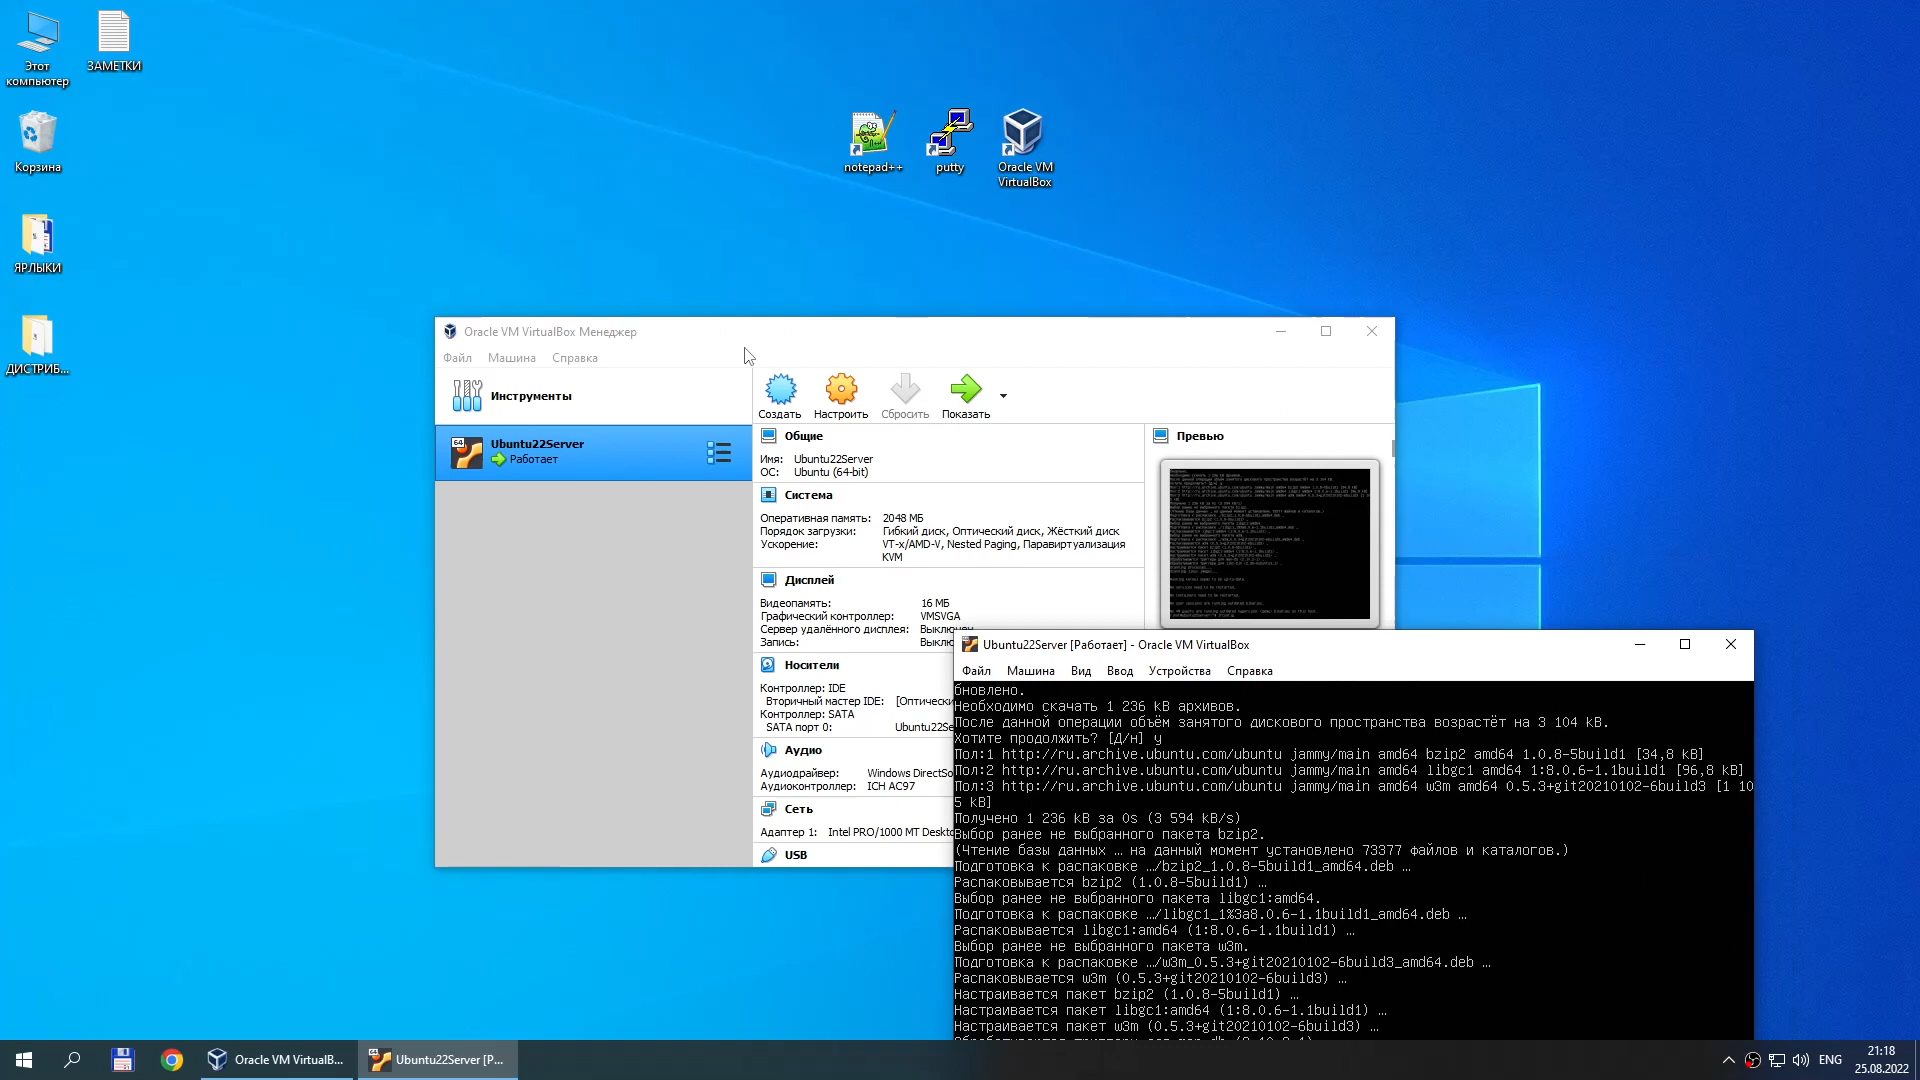 Этот компьютер
ЗАМЕТКИ
Корзина
ЯРЛЫКИ
ДИСТРИБ...
notepad++
putty
Oracle VM
VirtualBox
Oracle VM VirtualBox Менеджер
Файл Машина Справка
Инструменты
Создать Настроить Сбросить Показать
64
Ubuntu22Server
Работает
Общие
Имя: Ubuntu22Server
ОС: Ubuntu (64-bit)
Система
Оперативная память: 2048 МБ
Порядок загрузки: Гибкий диск, Оптический диск, Жёсткий диск
Ускорение: VT-x/AMD-V, Nested Paging, Паравиртуализация
KVM
Дисплей
Видеопамять: 16 МБ
Графический контроллер: VMSVGA
Сервер удалённого дисплея: Выключен
Запись: Выклю
Носители
Контроллер: IDE
Вторичный мастер IDE: [Оптически
Контроллер: SATA
SATA порт 0: Ubuntu22Se
Аудио
Аудиодрайвер: Windows DirectSo
Аудиоконтроллер: ICH AC97
Сеть
Адаптер 1: Intel PRO/1000 MT Deskto
USB
Превью
Ubuntu22Server [Работает] - Oracle VM VirtualBox
Файл Машина Вид Ввод Устройства Справка
бновлено.
Необходимо скачать 1 236 kB архивов.
После данной операции объём занятого дискового пространства возрастёт на 3 104 kB.
Хотите продолжить? [Д/н] y
Пол:1 http://ru.archive.ubuntu.com/ubuntu jammy/main amd64 bzip2 amd64 1.0.8-5build1 [34,8 kB]
Пол:2 http://ru.archive.ubuntu.com/ubuntu jammy/main amd64 libgc1 amd64 1:8.0.6-1.1build1 [96,8 kB]
Пол:3 http://ru.archive.ubuntu.com/ubuntu jammy/main amd64 w3m amd64 0.5.3+git20210102-6build3 [1 10
5 kB]
Получено 1 236 kB за 0s (3 594 kB/s)
Выбор ранее не выбранного пакета bzip2.
(Чтение базы данных … на данный момент установлено 73377 файлов и каталогов.)
Подготовка к распаковке …/bzip2_1.0.8-5build1_amd64.deb …
Распаковывается bzip2 (1.0.8-5build1) …
Выбор ранее не выбранного пакета libgc1:amd64.
Подготовка к распаковке …/libgc1_1%3a8.0.6-1.1build1_amd64.deb …
Распаковывается libgc1:amd64 (1:8.0.6-1.1build1) …
Выбор ранее не выбранного пакета w3m.
Подготовка к распаковке …/w3m_0.5.3+git20210102-6build3_amd64.deb …
Распаковывается w3m (0.5.3+git20210102-6build3) …
Настраивается пакет bzip2 (1.0.8-5build1) …
Настраивается пакет libgc1:amd64 (1:8.0.6-1.1build1) …
Настраивается пакет w3m (0.5.3+git20210102-6build3) …
Oracle VM VirtualB...
Ubuntu22Server [Р...
ENG
21:18
25.08.2022